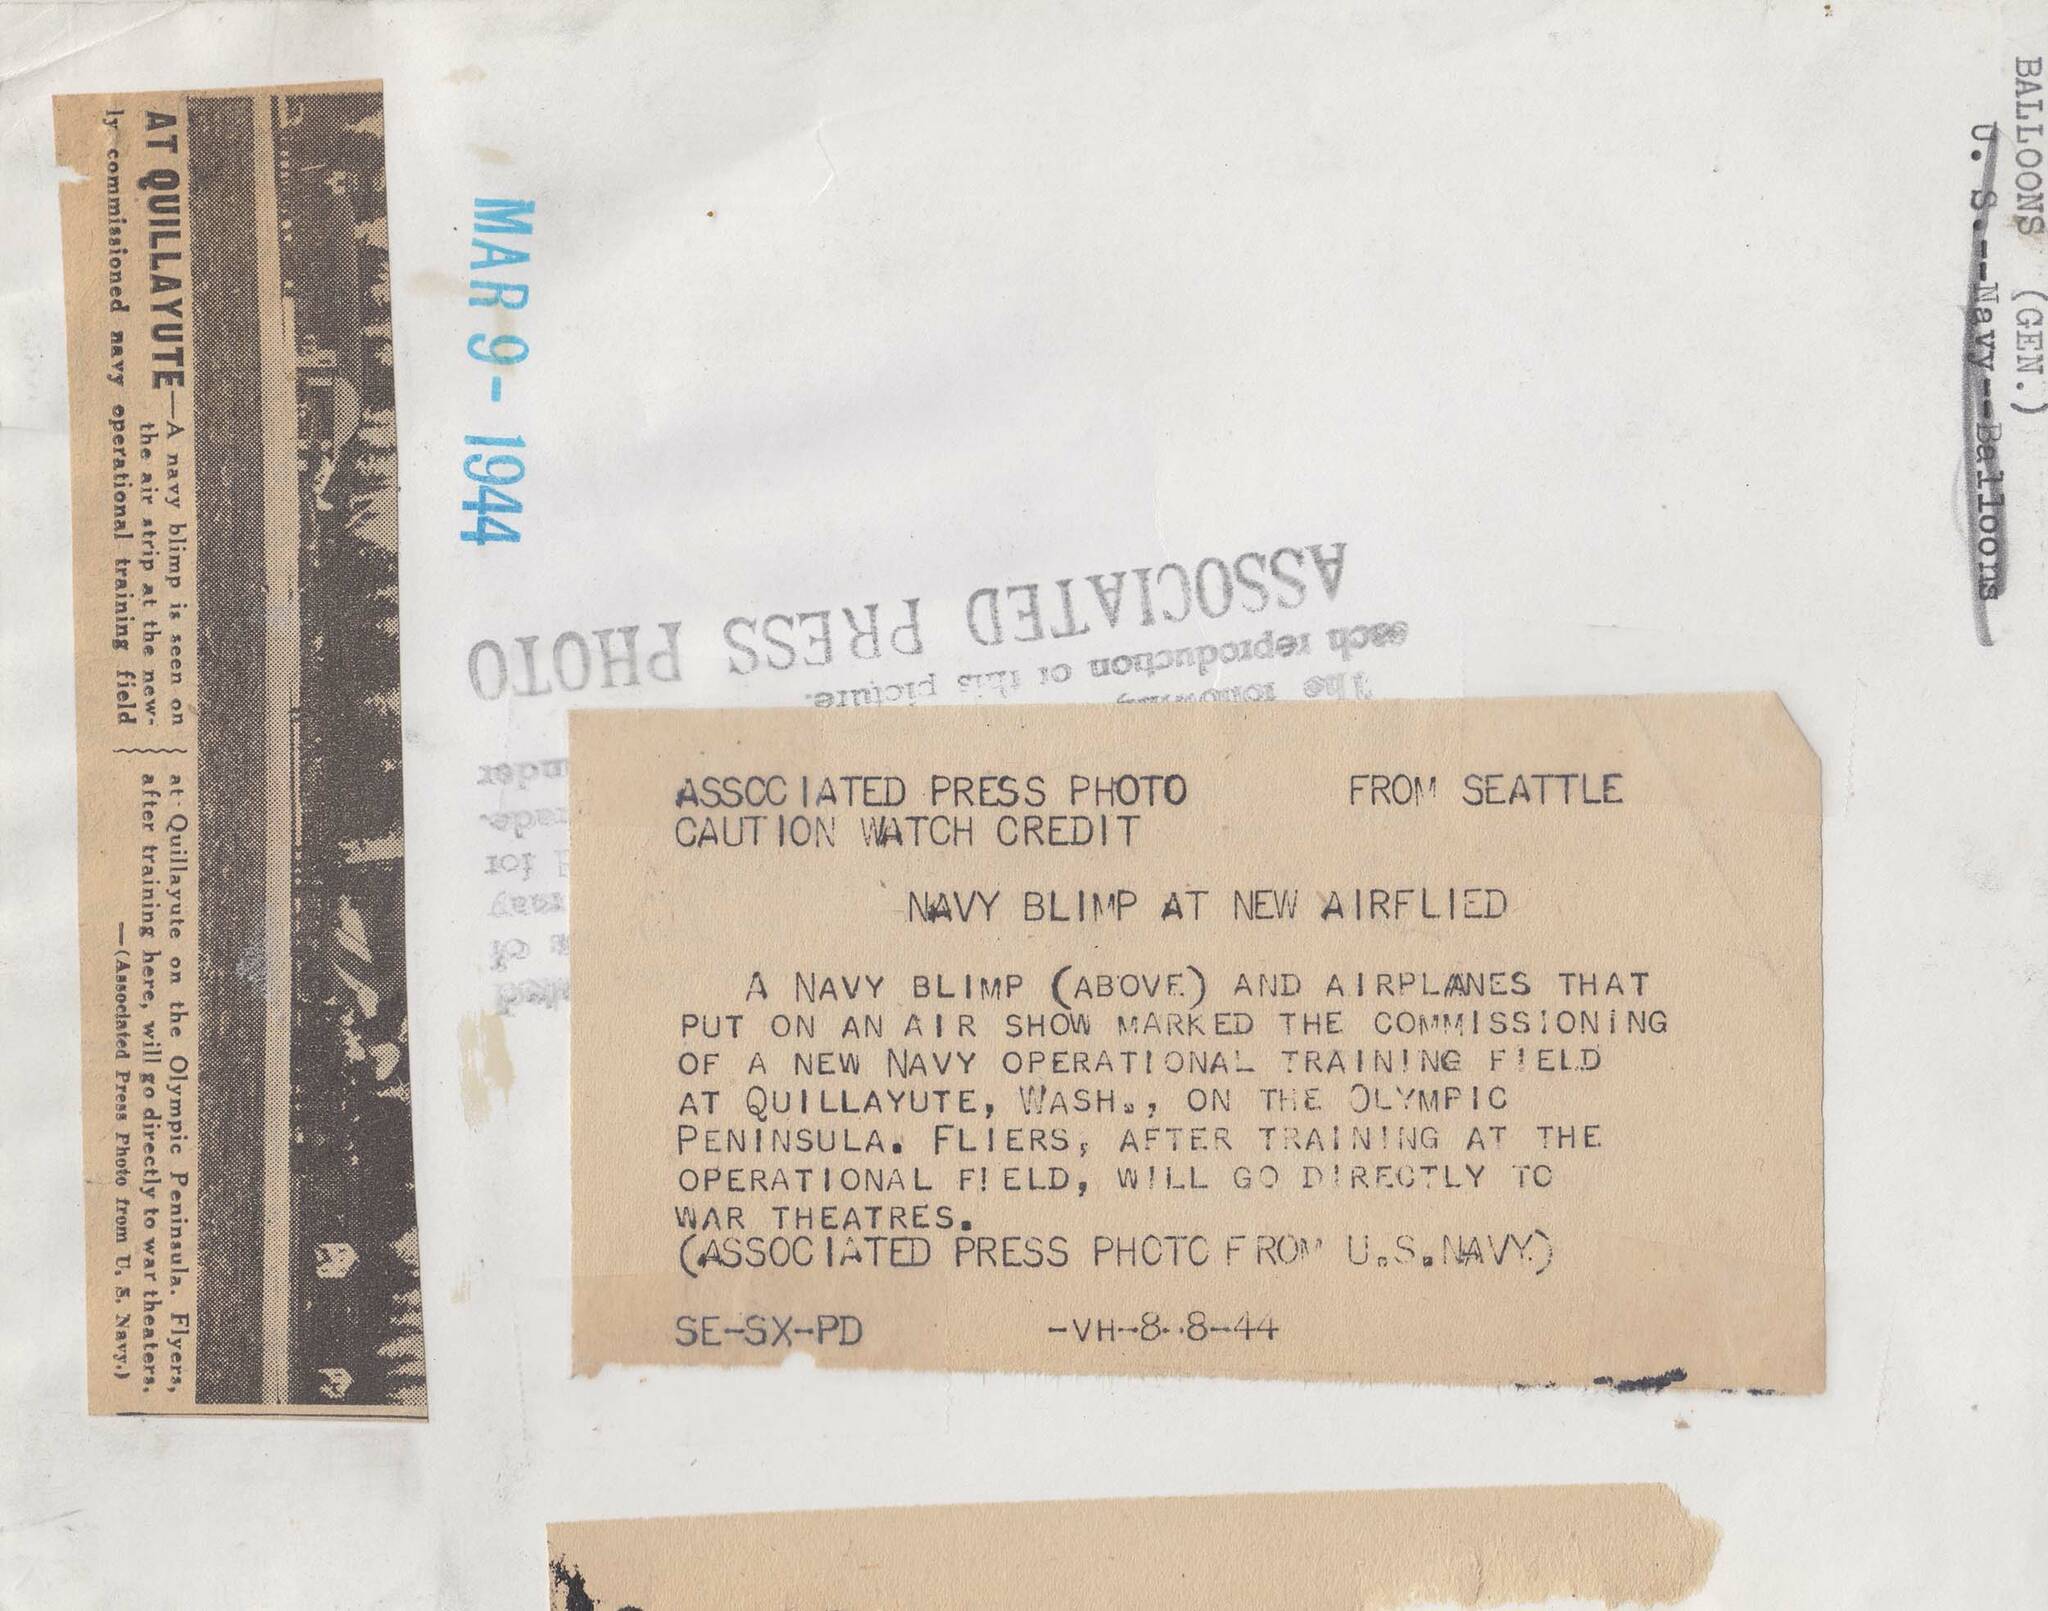 BALLOONS (GEN.)
U. S.--Navy--Balloons
AT QUILLAYUTE—A navy blimp is seen on
the air strip at the new-
ly commissioned navy operational training field
at Quillayute on the Olympic Peninsula. Flyers,
after training here, will go directly to war theaters.
—(Associated Press Photo from U. S. Navy.)
MAR 9- 1944
ASSOCIATED PRESS PHOTO
each reproduction of this picture.
The
ASSOCIATED PRESS PHOTO FROM SEATTLE
CAUTION WATCH CREDIT
NAVY BLIMP AT NEW AIRFLIED
A NAVY BLIMP (ABOVE) AND AIRPLANES THAT
PUT ON AN AIR SHOW MARKED THE COMMISSIONING
OF A NEW NAVY OPERATIONAL TRAINING FIELD
AT QUILLAYUTE, WASH., ON THE OLYMPIC
PENINSULA. FLIERS, AFTER TRAINING AT THE
OPERATIONAL FIELD, WILL GO DIRECTLY TO
WAR THEATRES.
(ASSOCIATED PRESS PHOTO FROM U.S.NAVY)
SE-SX-PD -VH-8-8-44